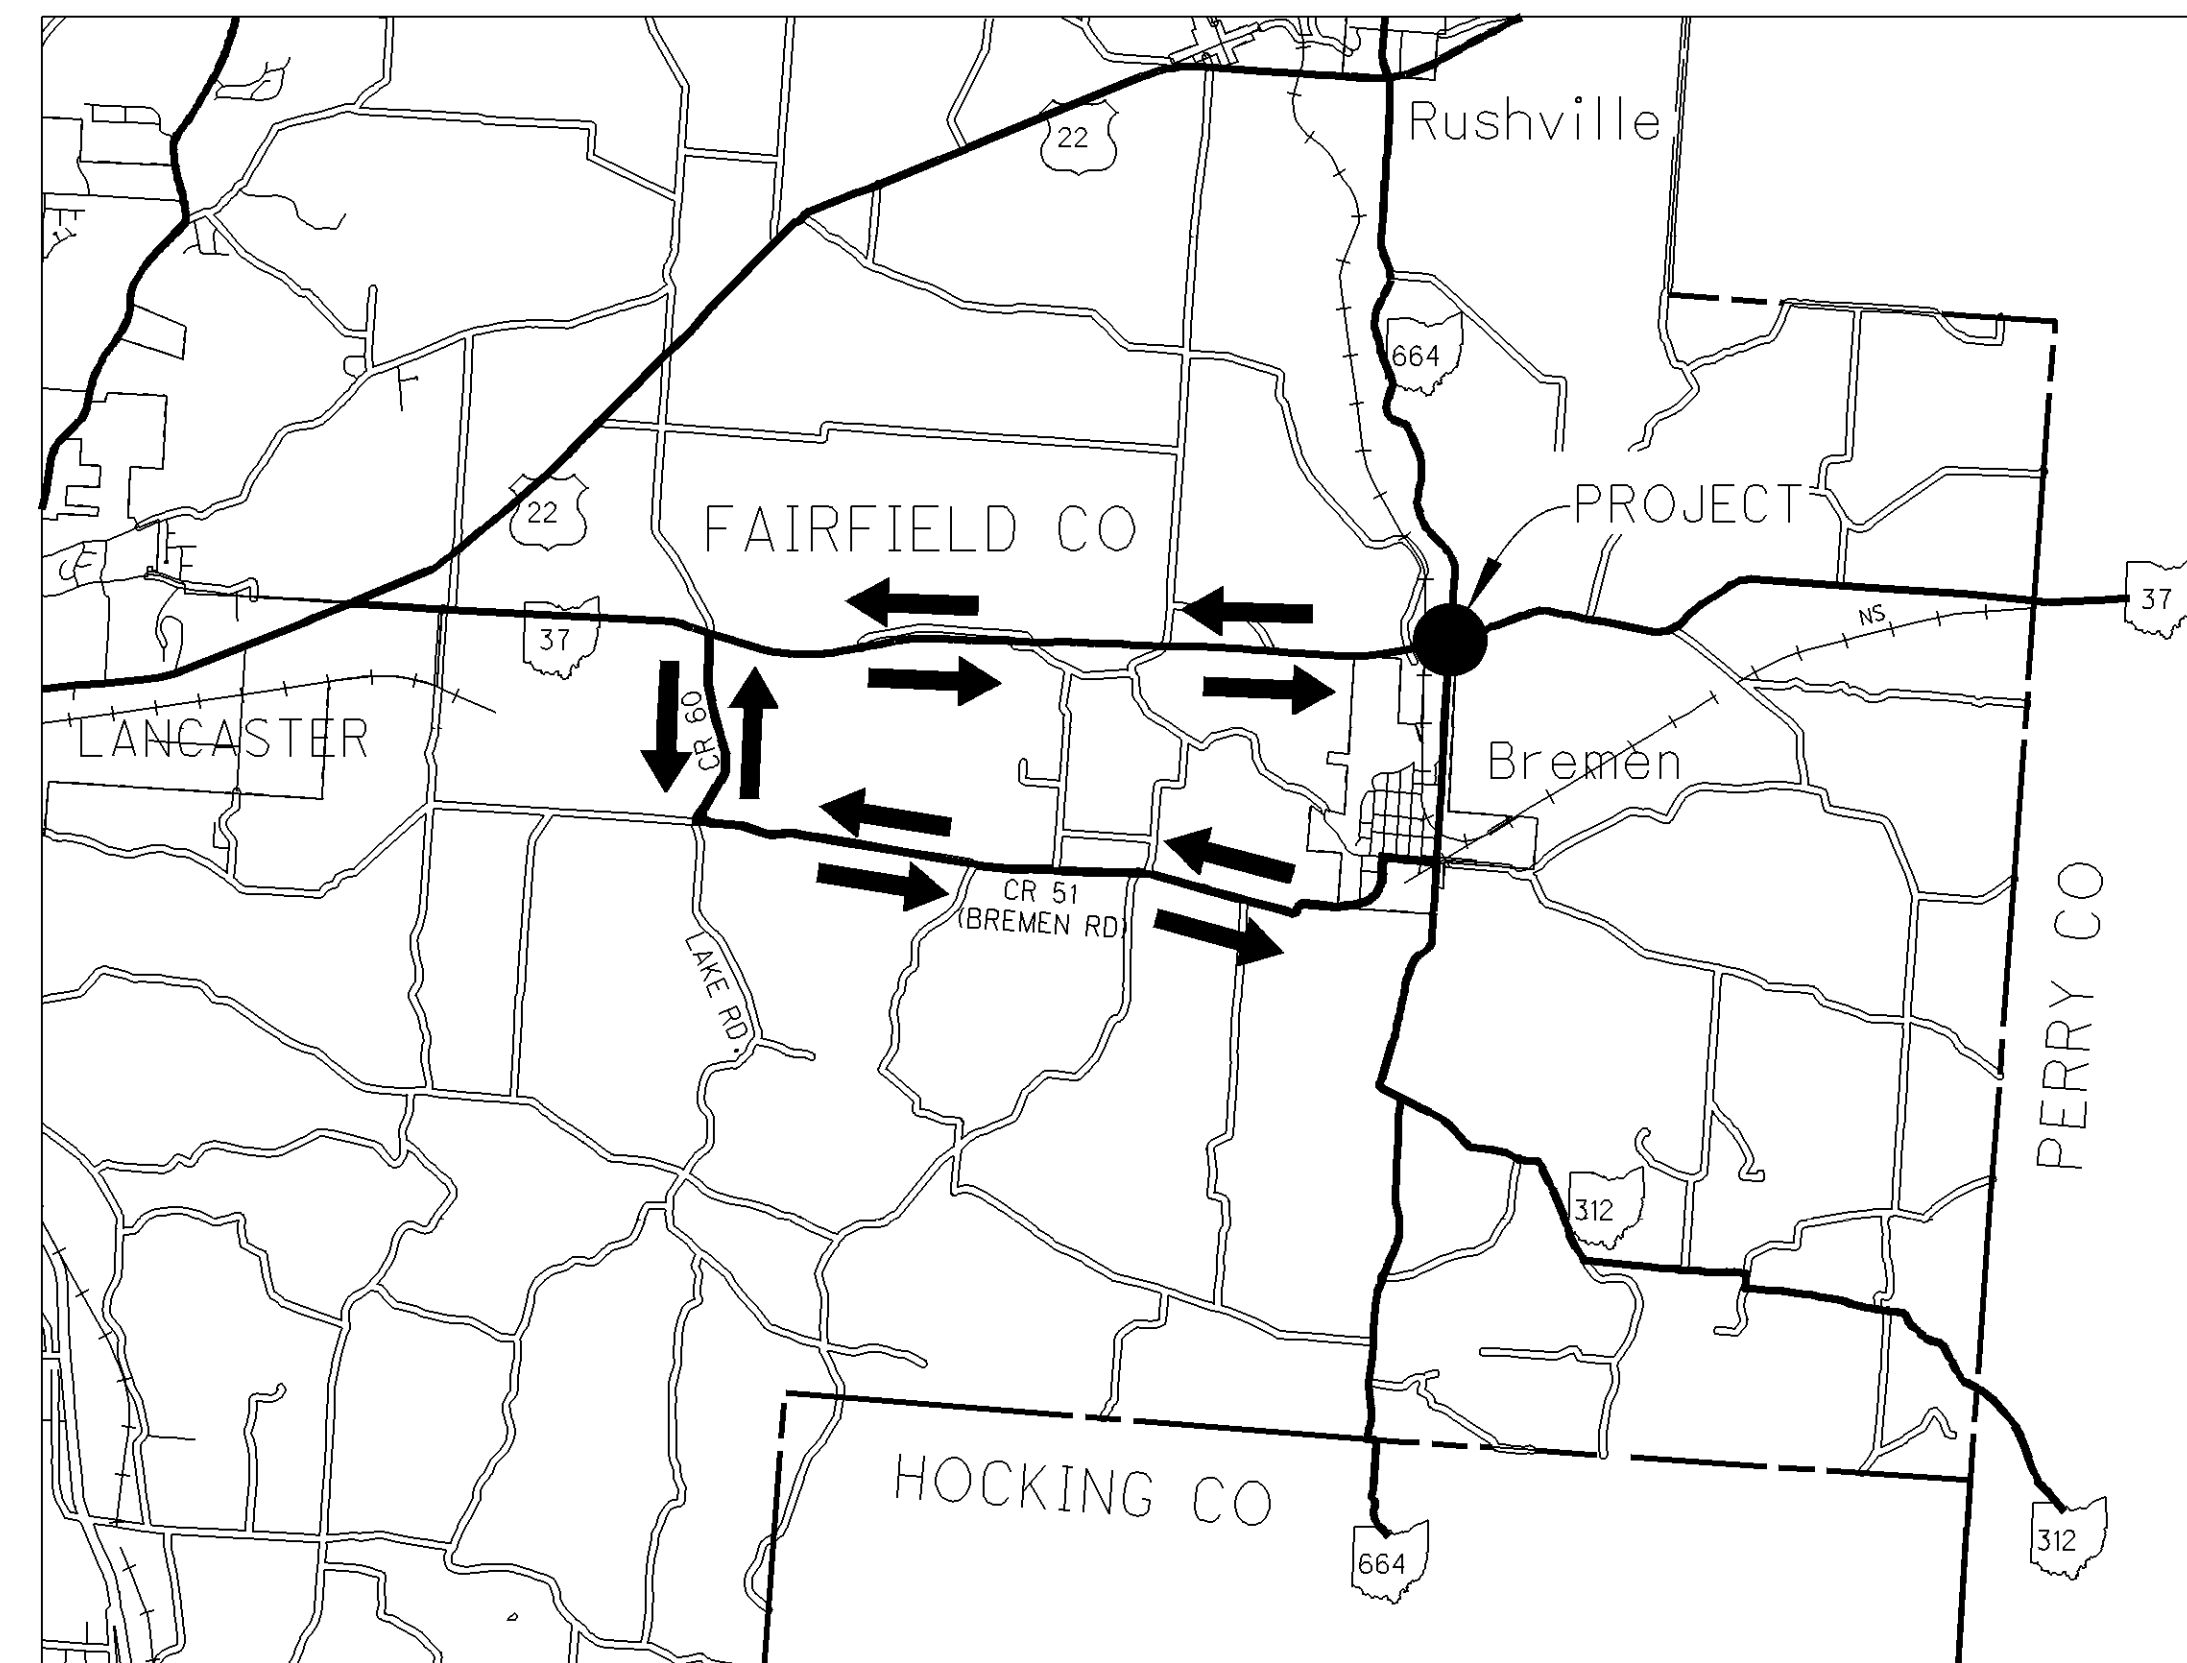 Rushville
22
664
PROJECT
22
FAIRFIELD CO
37
NS
37
CR 60
LANCASTER
Bremen
CR 51
(BREMEN RD)
LAKE RD.
PERRY CO
312
HOCKING CO
664
312